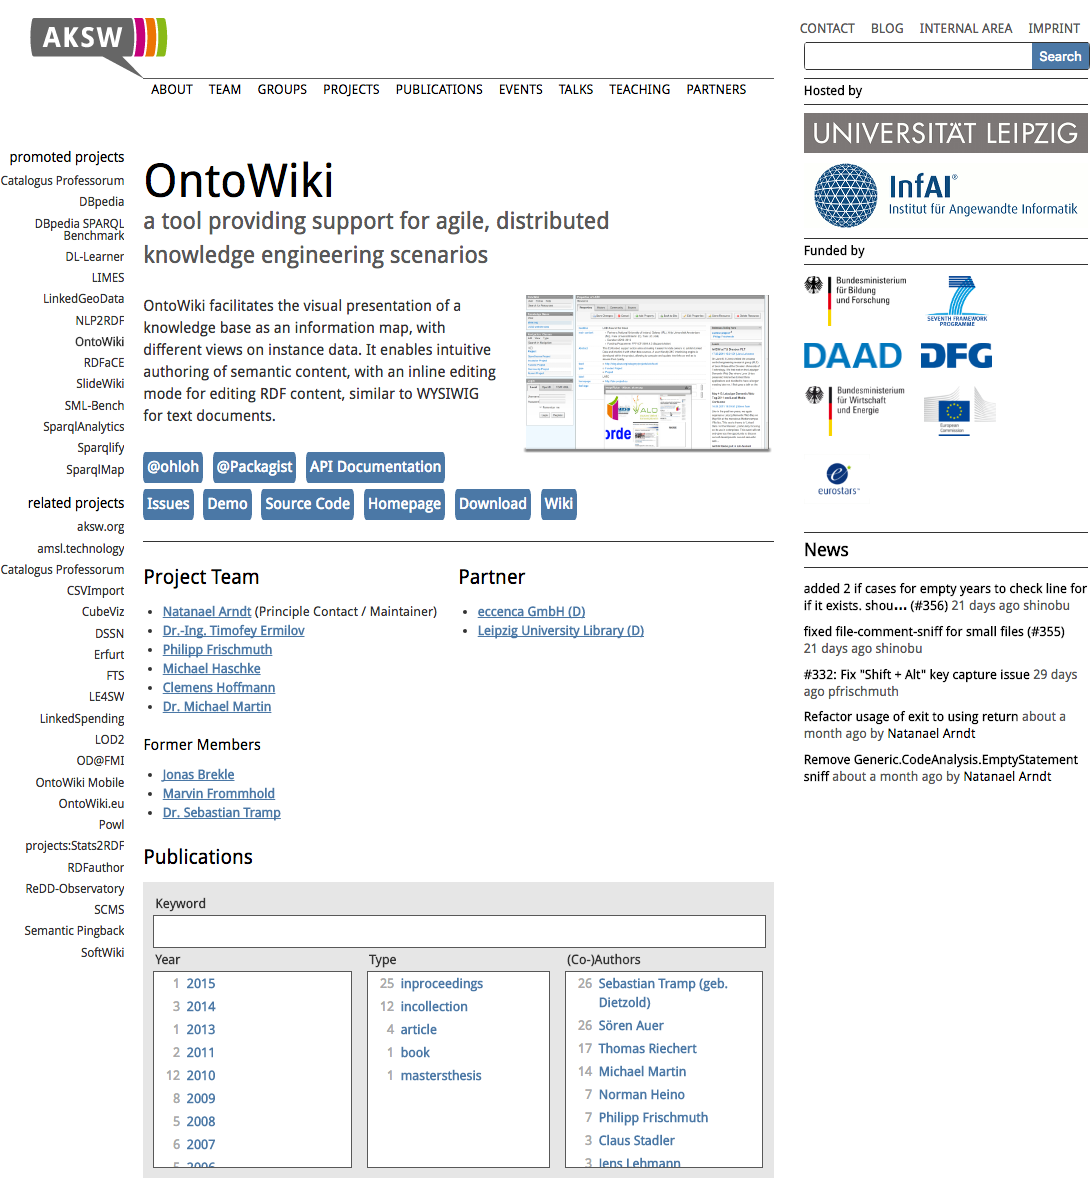 AKSW
CONTACT BLOG INTERNAL AREA IMPRINT
Search
ABOUT TEAM GROUPS PROJECTS PUBLICATIONS EVENTS TALKS TEACHING PARTNERS
promoted projects
Catalogus Professorum
DBpedia
DBpedia SPARQL
Benchmark
DL-Learner
LIMES
LinkedGeoData
NLP2RDF
OntoWiki
RDFaCE
SlideWiki
SML-Bench
SparqlAnalytics
Sparqlify
SparqlMap
related projects
aksw.org
amsl.technology
Catalogus Professorum
CSVImport
CubeViz
DSSN
Erfurt
FTS
LE4SW
LinkedSpending
LOD2
OD@FMI
OntoWiki Mobile
OntoWiki.eu
Powl
projects:Stats2RDF
RDFauthor
ReDD-Observatory
SCMS
Semantic Pingback
SoftWiki
OntoWiki
a tool providing support for agile, distributed
knowledge engineering scenarios
OntoWiki facilitates the visual presentation of a
knowledge base as an information map, with
different views on instance data. It enables intuitive
authoring of semantic content, with an inline editing
mode for editing RDF content, similar to WYSIWIG
for text documents.
@ohloh @Packagist API Documentation
Issues Demo Source Code Homepage Download Wiki
Project Team
Natanael Arndt (Principle Contact / Maintainer)
Dr.-Ing. Timofey Ermilov
Philipp Frischmuth
Michael Haschke
Clemens Hoffmann
Dr. Michael Martin
Former Members
Jonas Brekle
Marvin Frommhold
Dr. Sebastian Tramp
Partner
eccenca GmbH (D)
Leipzig University Library (D)
Publications
Keyword
Year
1 2015
3 2014
1 2013
2 2011
12 2010
8 2009
5 2008
6 2007
5 2006
Type
25 inproceedings
12 incollection
4 article
1 book
1 mastersthesis
(Co-)Authors
26 Sebastian Tramp (geb.
Dietzold)
26 Sören Auer
17 Thomas Riechert
14 Michael Martin
7 Norman Heino
7 Philipp Frischmuth
3 Claus Stadler
3 Jens Lehmann
Hosted by
UNIVERSITÄT LEIPZIG
InfAI®
Institut für Angewandte Informatik
Funded by
Bundesministerium
für Bildung
und Forschung
SEVENTH FRAMEWORK
PROGRAMME
DAAD DFG
Bundesministerium
für Wirtschaft
und Energie
European
Commission
eurostars™
News
added 2 if cases for empty years to check line for
if it exists. shou... (#356) 21 days ago shinobu
fixed file-comment-sniff for small files (#355)
21 days ago shinobu
#332: Fix "Shift + Alt" key capture issue 29 days
ago pfrischmuth
Refactor usage of exit to using return about a
month ago by Natanael Arndt
Remove Generic.CodeAnalysis.EmptyStatement
sniff about a month ago by Natanael Arndt